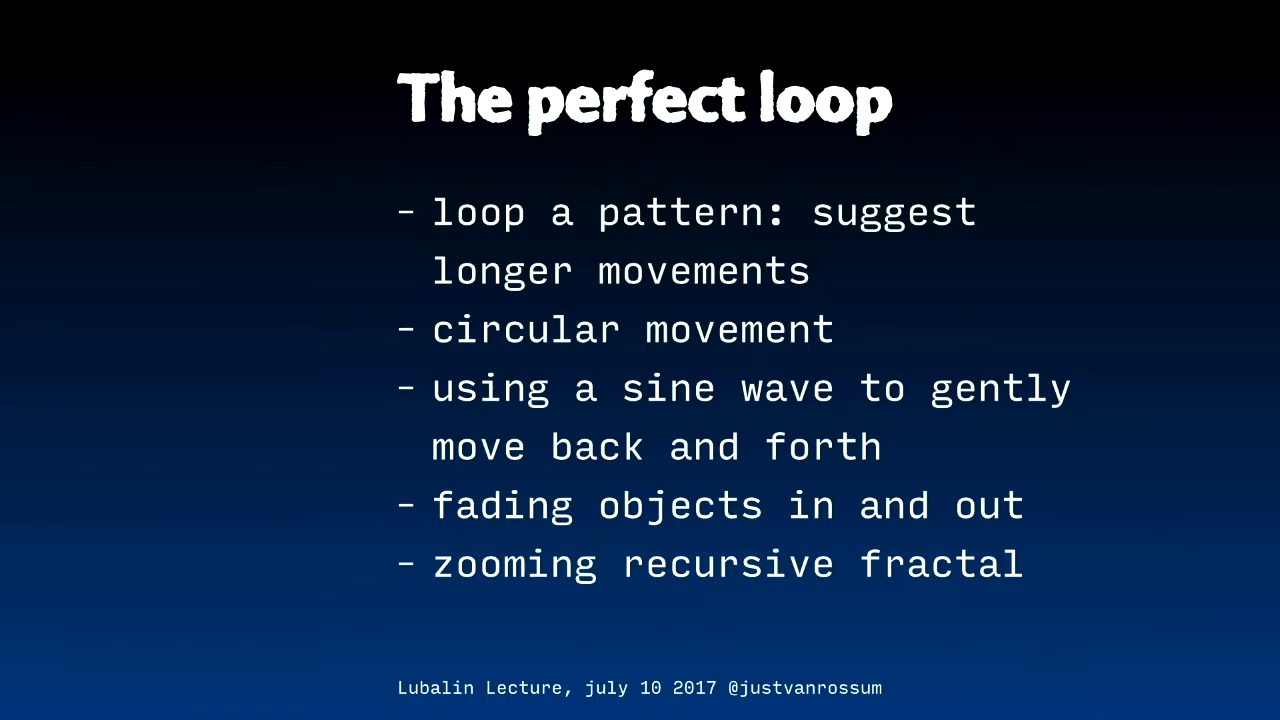 The perfect loop
- loop a pattern: suggest
longer movements
- circular movement
- using a sine wave to gently
move back and forth
- fading objects in and out
- zooming recursive fractal
Lubalin Lecture, july 10 2017 @justvanrossum